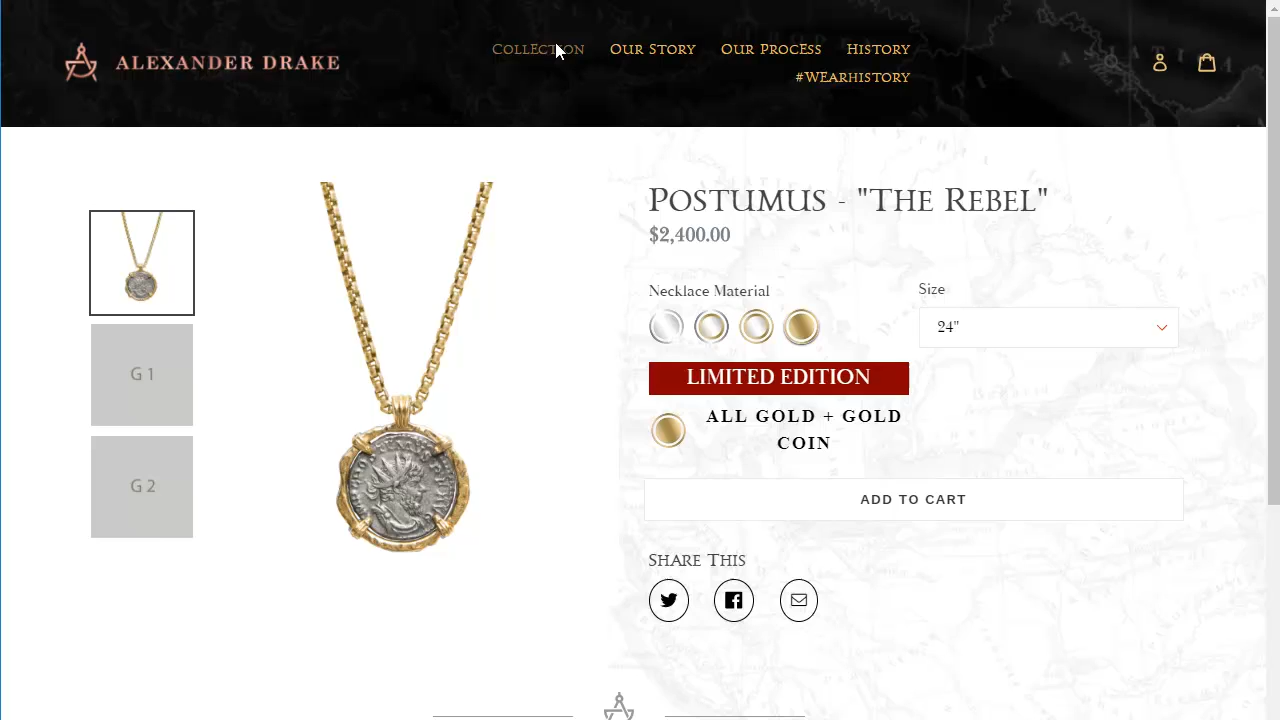 ALEXANDER DRAKE
Collection Our Story Our Process History
#WearHistory
Postumus - "The Rebel"
$2,400.00
Necklace Material
Size
24"
LIMITED EDITION
ALL GOLD + GOLD
COIN
G 1
G 2
ADD TO CART
Share This